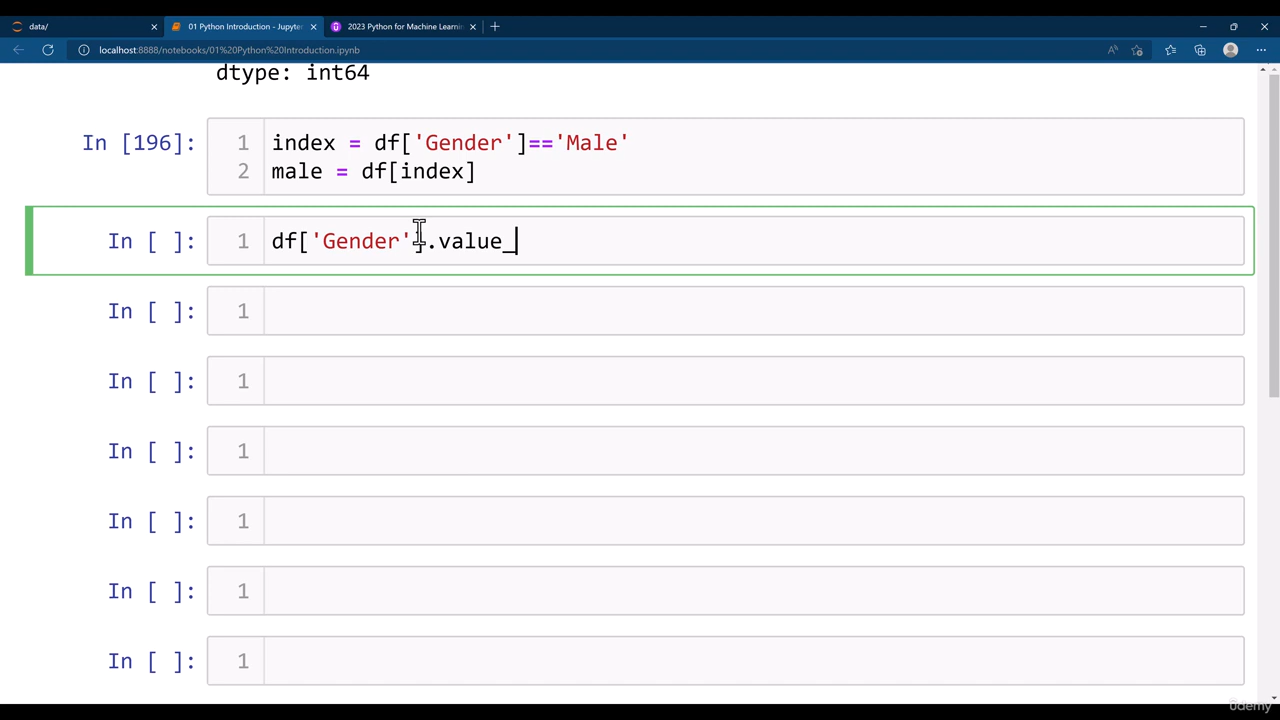 data/
01 Python Introduction - Jupyter
2023 Python for Machine Learnin
localhost:8888/notebooks/01%20Python%20Introduction.ipynb
dtype: int64
In [196]:
1 index = df['Gender']=='Male'
2 male = df[index]
In [ ]:
1 df['Gender'].value_
In [ ]:
1
In [ ]:
1
In [ ]:
1
In [ ]:
1
In [ ]:
1
In [ ]:
1
ûdemy